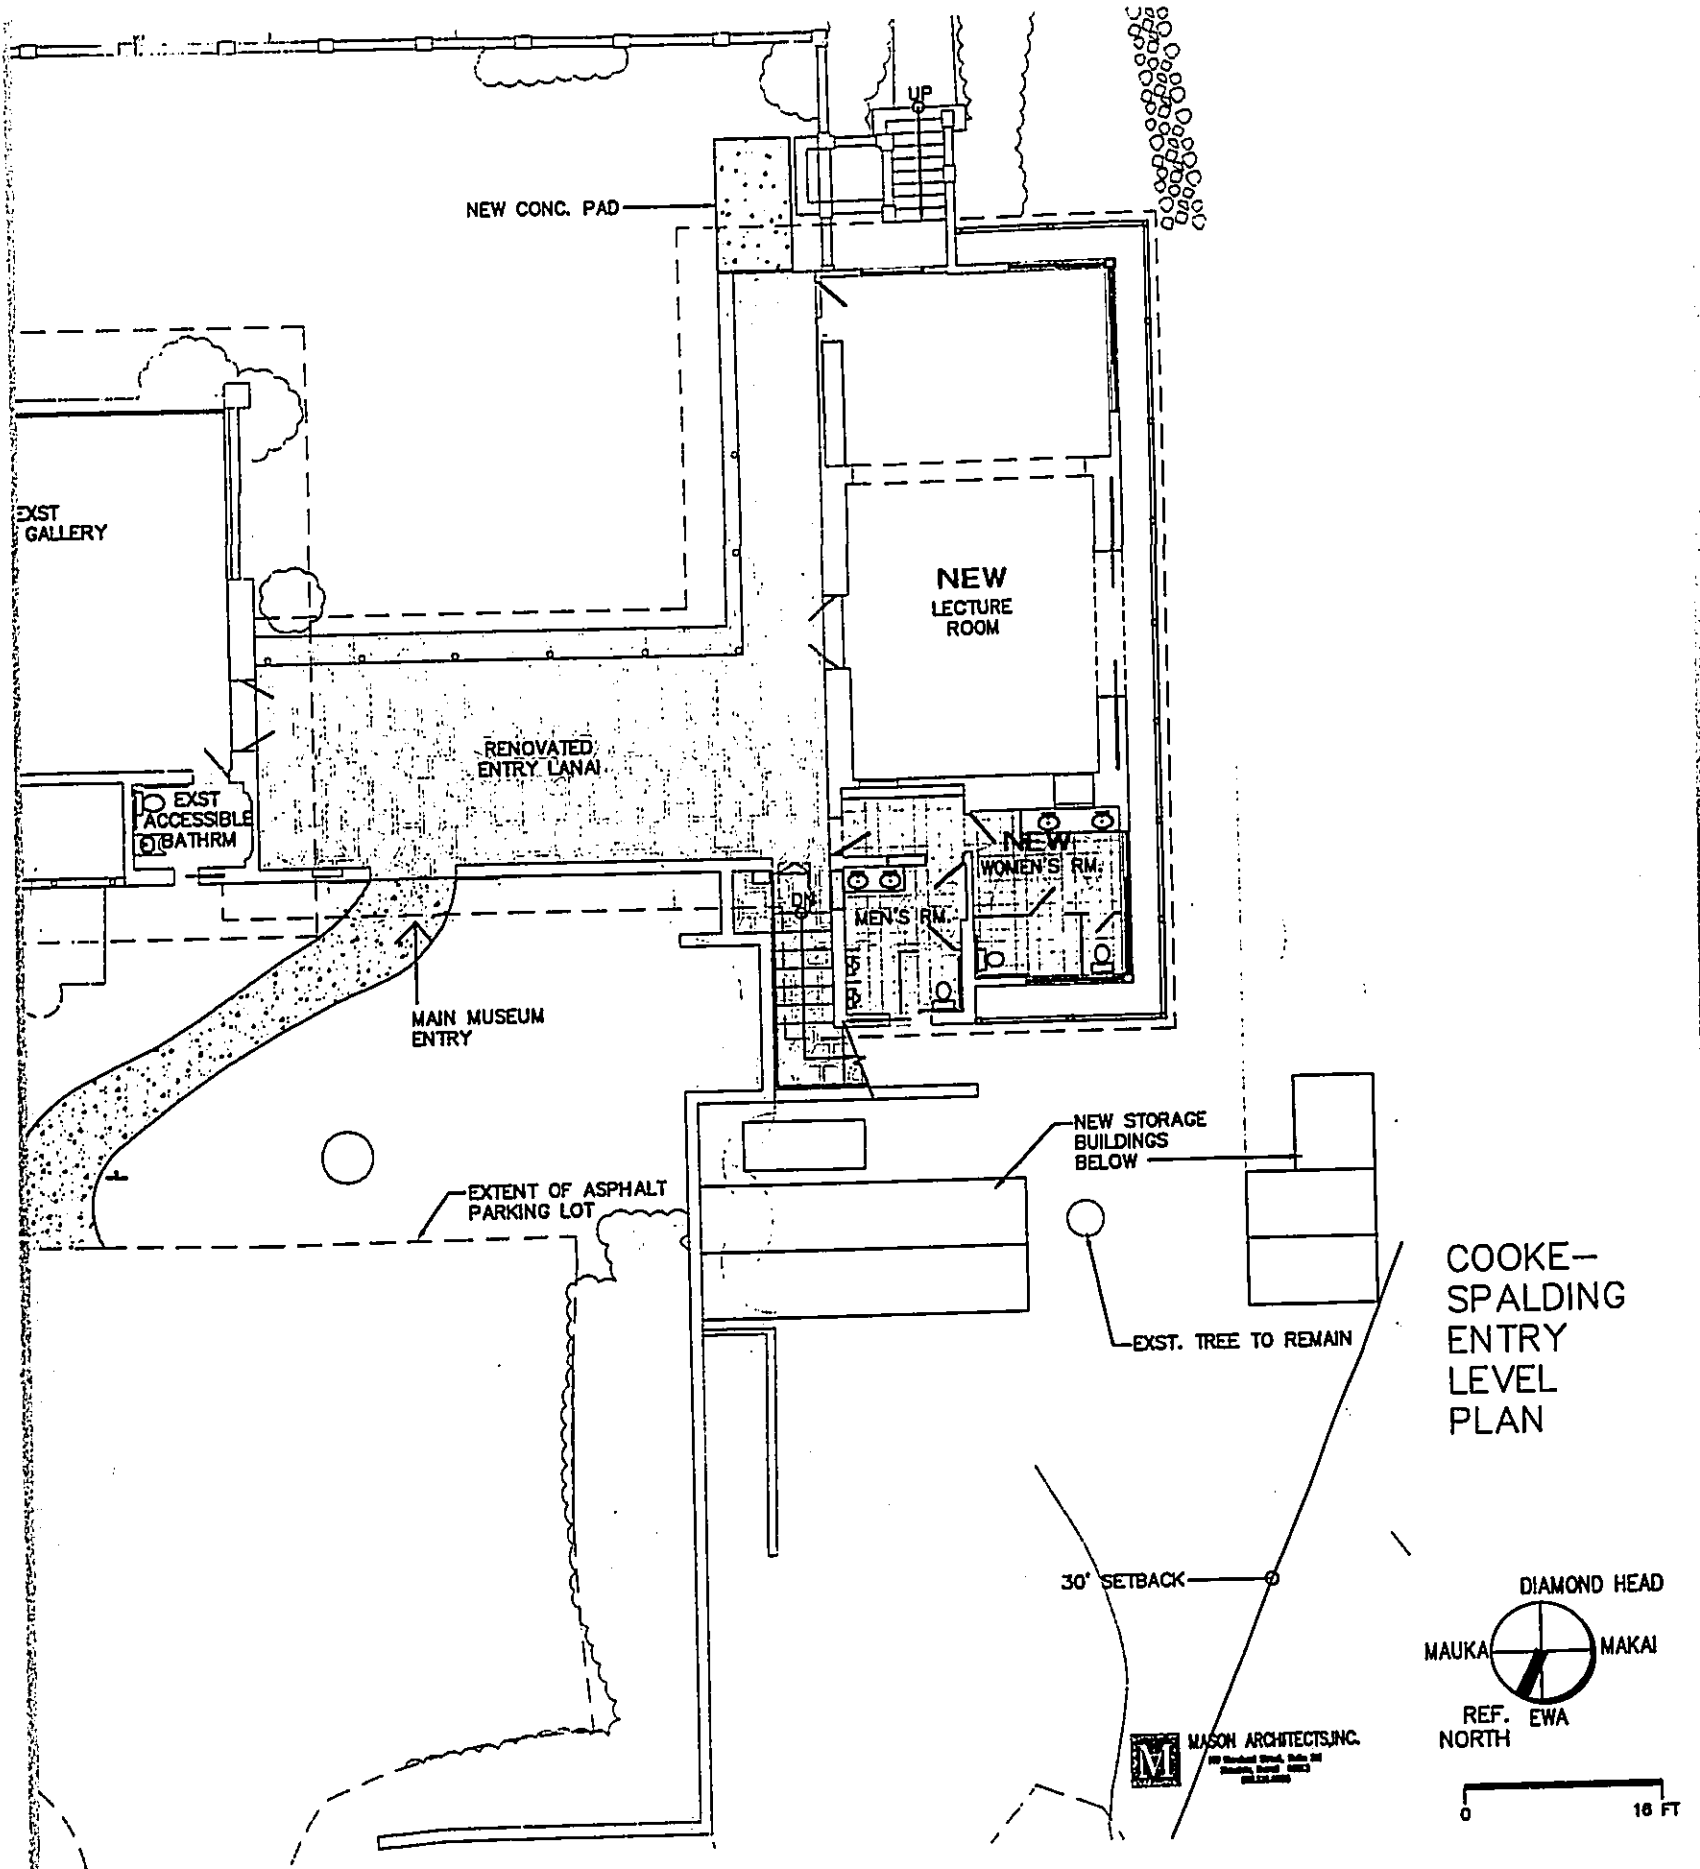 UP
NEW CONC. PAD
EXST
GALLERY
NEW
LECTURE
ROOM
RENOVATED
ENTRY LANAI
EXST
ACCESSIBLE
BATHRM
NEW
WOMEN'S RM.
MEN'S RM.
DN
MAIN MUSEUM
ENTRY
NEW STORAGE
BUILDINGS
BELOW
EXTENT OF ASPHALT
PARKING LOT
EXST. TREE TO REMAIN
COOKE-
SPALDING
ENTRY
LEVEL
PLAN
30' SETBACK
DIAMOND HEAD
MAUKA
MAKAI
REF.
NORTH
EWA
M
MASON ARCHITECTS,INC.
0
16 FT